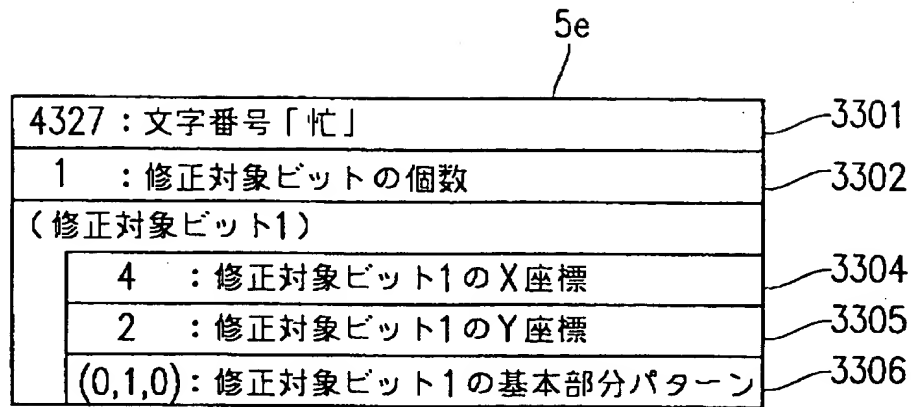 5e
4327：文字番号「忙」 3301
1 ：修正対象ビットの個数 3302
(修正対象ビット1)
4 ：修正対象ビット1のX座標 3304
2 ：修正対象ビット1のY座標 3305
(0,1,0)：修正対象ビット1の基本部分パターン 3306